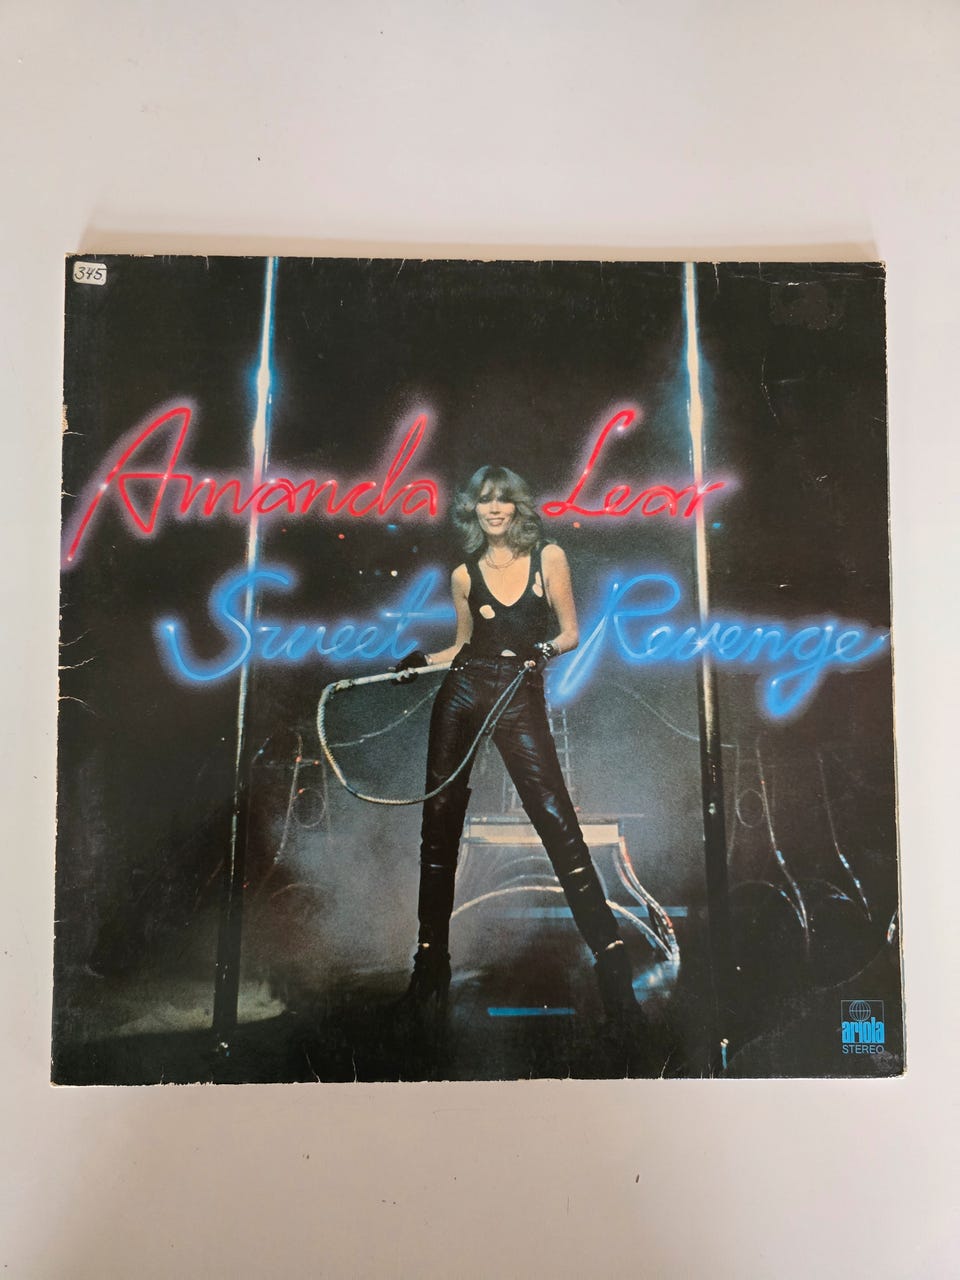 345
Amanda Lear
Sweet Revenge
ariola
STEREO